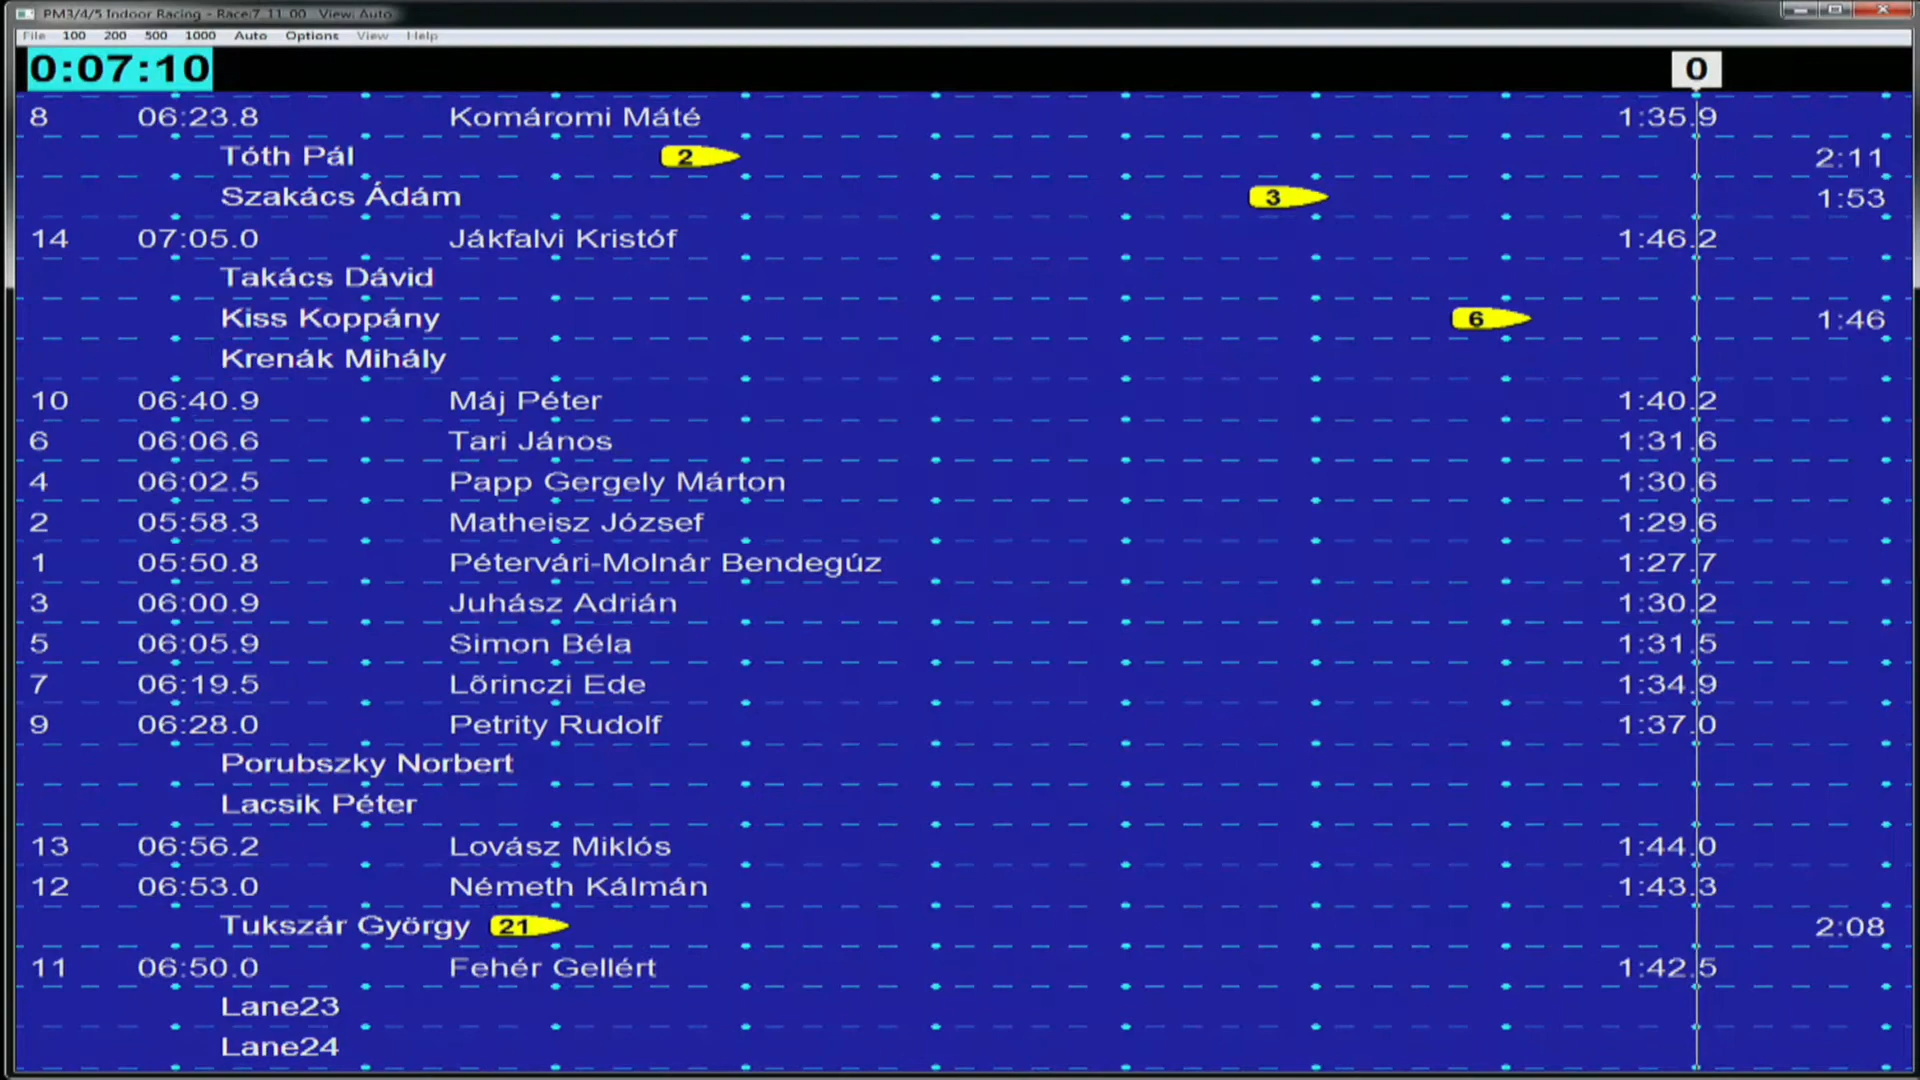 PM3/4/5 Indoor Racing - Race:7_11_00 View: Auto
File 100 200 500 1000 Auto Options View Help
0:07:10 0
8 06:23.8 Komáromi Máté 1:35.9
Tóth Pál 2 2:11
Szakács Ádám 3 1:53
14 07:05.0 Jákfalvi Kristóf 1:46.2
Takács Dávid
Kiss Koppány 6 1:46
Krenák Mihály
10 06:40.9 Máj Péter 1:40.2
6 06:06.6 Tari János 1:31.6
4 06:02.5 Papp Gergely Márton 1:30.6
2 05:58.3 Matheisz József 1:29.6
1 05:50.8 Pétervári-Molnár Bendegúz 1:27.7
3 06:00.9 Juhász Adrián 1:30.2
5 06:05.9 Simon Béla 1:31.5
7 06:19.5 Lõrinczi Ede 1:34.9
9 06:28.0 Petrity Rudolf 1:37.0
Porubszky Norbert
Lacsik Péter
13 06:56.2 Lovász Miklós 1:44.0
12 06:53.0 Németh Kálmán 1:43.3
Tukszár György 21 2:08
11 06:50.0 Fehér Gellért 1:42.5
Lane23
Lane24